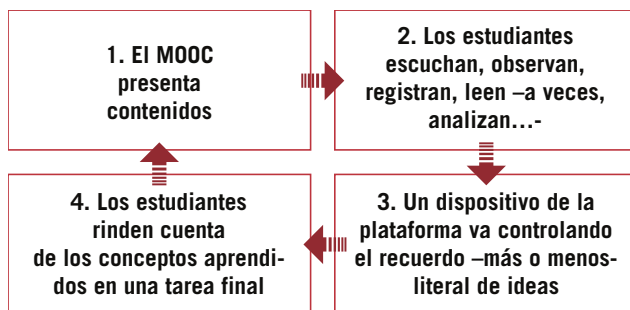 1. El MOOC
presenta
contenidos
2. Los estudiantes
escuchan, observan,
registran, leen –a veces,
analizan…-
3. Un dispositivo de la
plataforma va controlando
el recuerdo –más o menos-
literal de ideas
4. Los estudiantes
rinden cuenta
de los conceptos aprendi-
dos en una tarea final